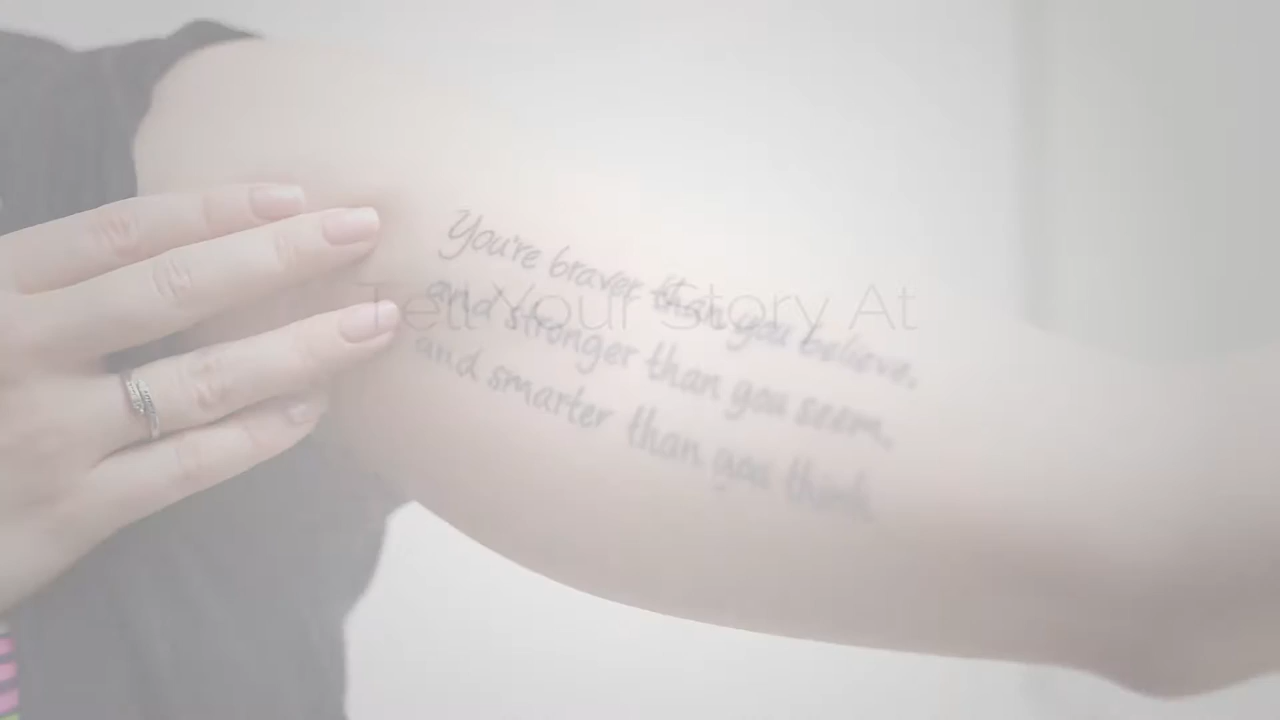 You're braver than you believe,
and stronger than you seem,
and smarter than you think.
Tell Your Story At